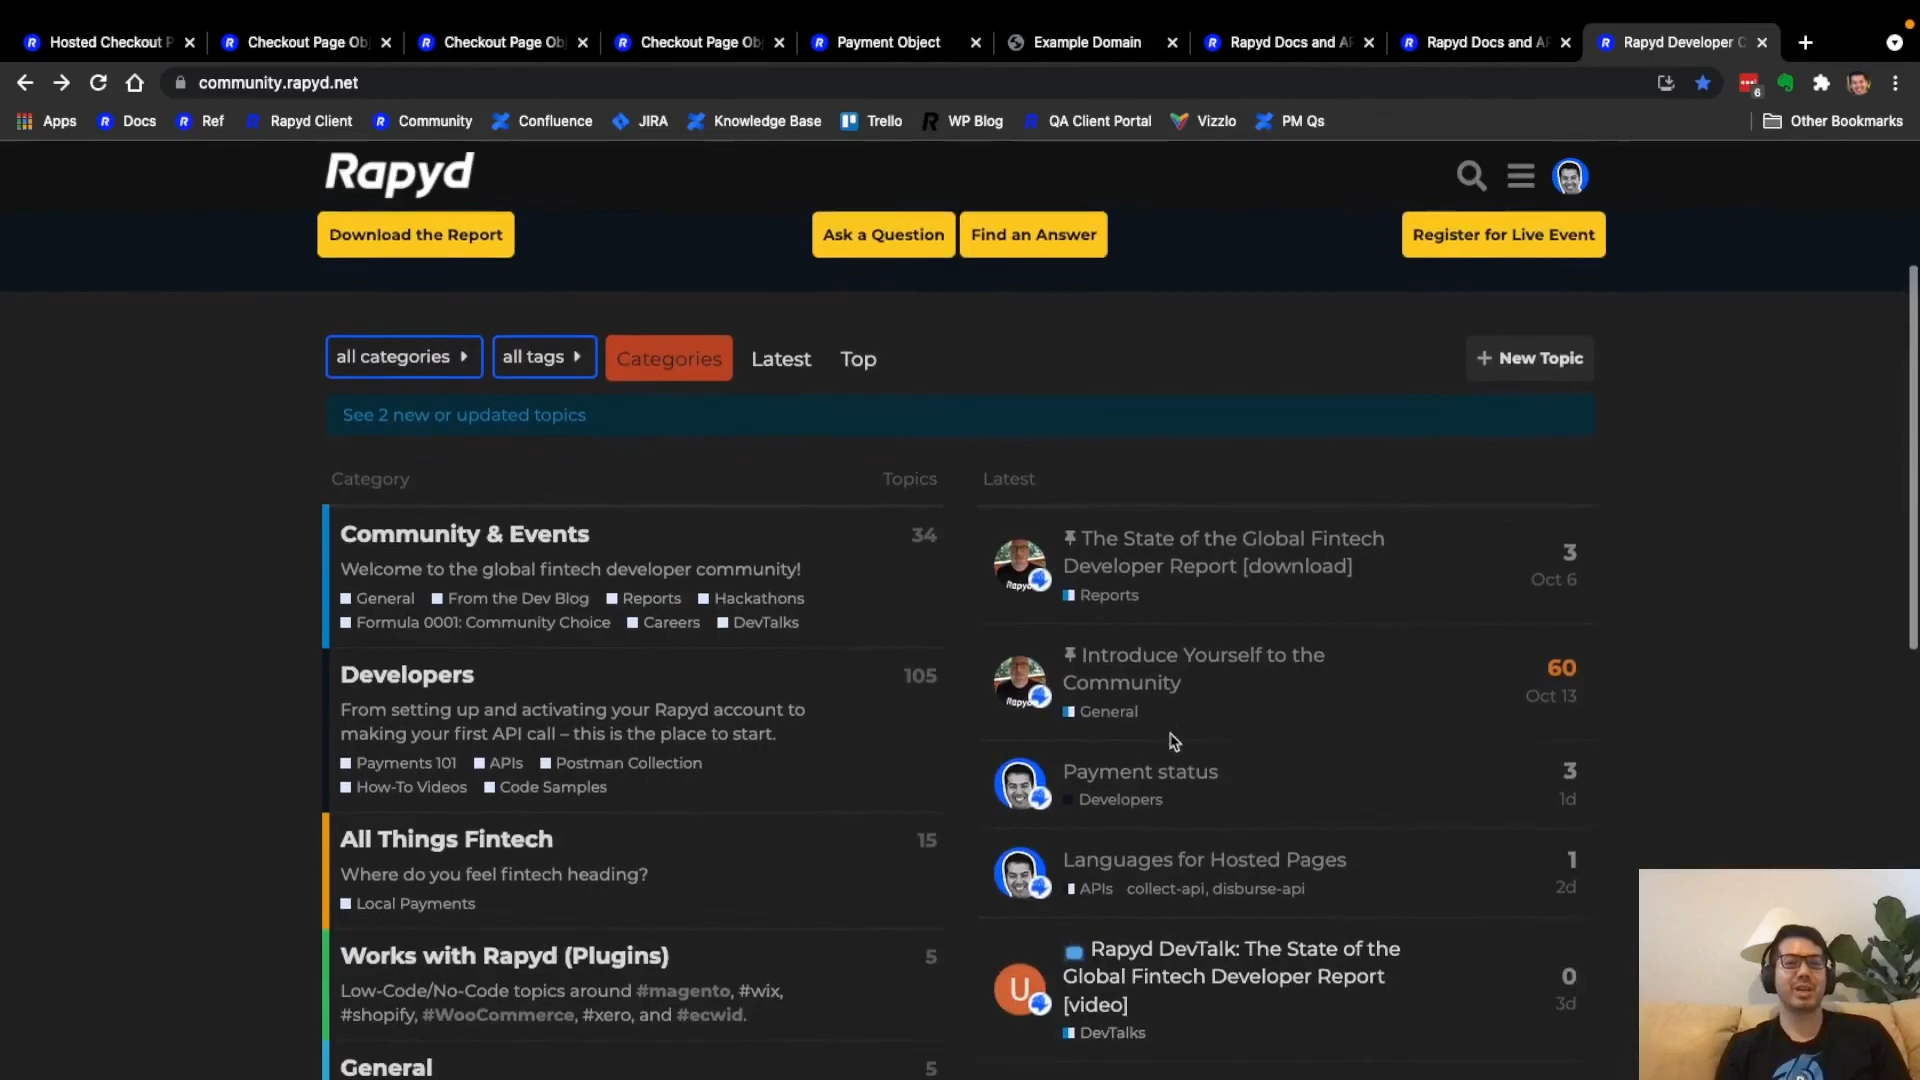 Hosted Checkout P
Checkout Page Ob
Checkout Page Ob
Checkout Page Ob
Payment Object
Example Domain
Rapyd Docs and AP
Rapyd Docs and AP
Rapyd Developer C
community.rapyd.net
6
Apps
Docs
Ref
Rapyd Client
Community
Confluence
JIRA
Knowledge Base
Trello
WP Blog
QA Client Portal
Vizzlo
PM Qs
Other Bookmarks
Rapyd
Download the Report
Ask a Question
Find an Answer
Register for Live Event
all categories
all tags
Categories
Latest
Top
+ New Topic
See 2 new or updated topics
Category
Topics
Community & Events
34
Welcome to the global fintech developer community!
General From the Dev Blog Reports Hackathons
Formula 0001: Community Choice Careers DevTalks
Developers
105
From setting up and activating your Rapyd account to
making your first API call – this is the place to start.
Payments 101 APIs Postman Collection
How-To Videos Code Samples
All Things Fintech
15
Where do you feel fintech heading?
Local Payments
Works with Rapyd (Plugins)
5
Low-Code/No-Code topics around #magento, #wix,
#shopify, #WooCommerce, #xero, and #ecwid.
General
5
Latest
The State of the Global Fintech
Developer Report [download]
Reports
3
Oct 6
Rapyd
Introduce Yourself to the
Community
General
60
Oct 13
Rapyd
Payment status
Developers
3
1d
Languages for Hosted Pages
APIs collect-api, disburse-api
1
2d
U
Rapyd DevTalk: The State of the
Global Fintech Developer Report
[video]
DevTalks
0
3d